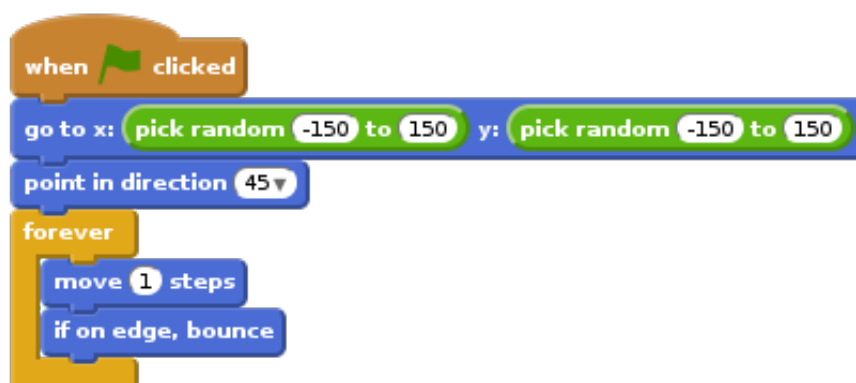 when clicked
go to x: pick random -150 to 150 y: pick random -150 to 150
point in direction 45
forever
move 1 steps
if on edge, bounce